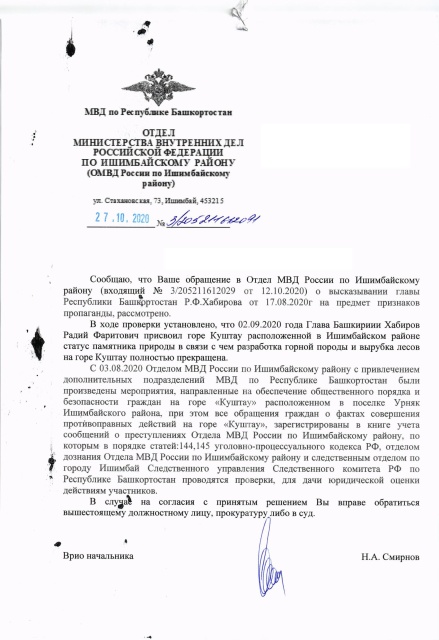 МВД по Республике Башкортостан
ОТДЕЛ
МИНИСТЕРСТВА ВНУТРЕННИХ ДЕЛ
РОССИЙСКОЙ ФЕДЕРАЦИИ
ПО ИШИМБАЙСКОМУ РАЙОНУ
(ОМВД России по Ишимбайскому
району)
ул. Стахановская, 73, Ишимбай, 453215
27.10.2020 № 3/205211612091
Сообщаю, что Ваше обращение в Отдел МВД России по Ишимбайскому
району (входящий № 3/205211612029 от 12.10.2020) о высказывании главы
Республики Башкортостан Р.Ф.Хабирова от 17.08.2020г на предмет признаков
пропаганды, рассмотрено.
В ходе проверки установлено, что 02.09.2020 года Глава Башкириии Хабиров
Радий Фаритович присвоил горе Куштау расположенной в Ишимбайском районе
статус памятника природы в связи с чем разработка горной породы и вырубка лесов
на горе Куштау полностью прекращена.
С 03.08.2020 Отделом МВД России по Ишимбайскому району с привлечением
дополнительных подразделений МВД по Республике Башкортостан были
произведены мероприятия, направленные на обеспечение общественного порядка и
безопасности граждан на горе «Куштау» расположенном в поселке Урняк
Ишимбайского района, при этом все обращения граждан о фактах совершения
противоправных действий на горе «Куштау», зарегистрированы в книге учета
сообщений о преступлениях Отдела МВД России по Ишимбайскому району, по
которым в порядке статей:144,145 уголовно-процессуального кодекса РФ, отделом
дознания Отдела МВД России по Ишимбайскому району и следственным отделом по
городу Ишимбай Следственного управления Следственного комитета РФ по
Республике Башкортостан проводятся проверки, для дачи юридической оценки
действиям участников.
В случае на согласия с принятым решением Вы вправе обратиться
вышестоящему должностному лицу, прокуратуру либо в суд.
Врио начальника Н.А. Смирнов